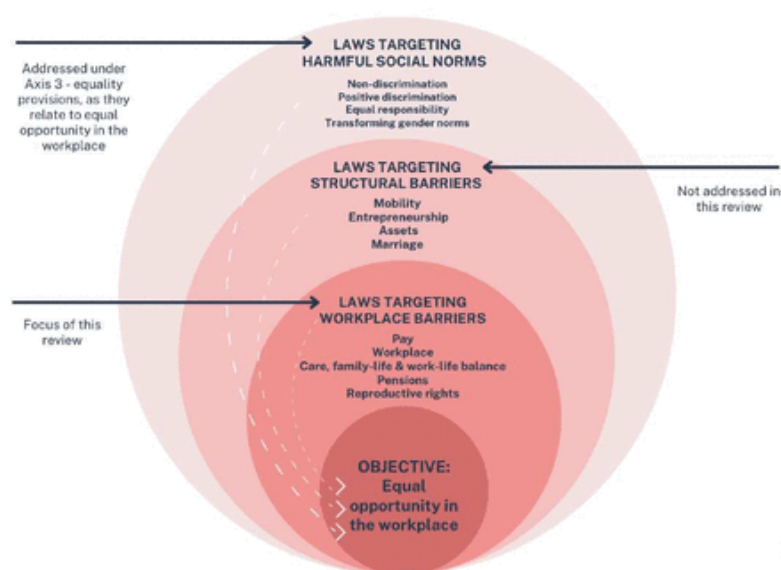 LAWS TARGETING
HARMFUL SOCIAL NORMS
Non-discrimination
Positive discrimination
Equal responsibility
Transforming gender norms
Addressed under
Axis 3 - equality
provisions, as they
relate to equal
opportunity in the
workplace
LAWS TARGETING
STRUCTURAL BARRIERS
Mobility
Entrepreneurship
Assets
Marriage
Not addressed in
this review
LAWS TARGETING
WORKPLACE BARRIERS
Pay
Workplace
Care, family-life & work-life balance
Pensions
Reproductive rights
Focus of this
review
OBJECTIVE:
Equal
opportunity in
the workplace